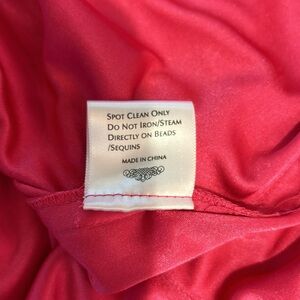 SPOT CLEAN ONLY
DO NOT IRON/STEAM
DIRECTLY ON BEADS
/SEQUINS
MADE IN CHINA